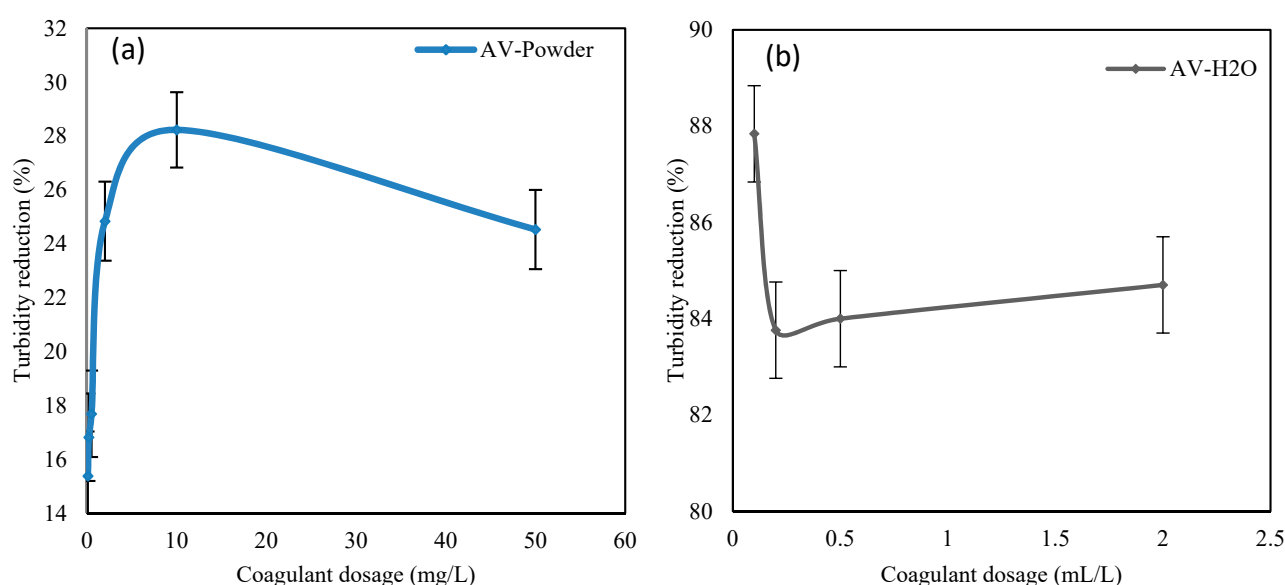 (a)
AV-Powder
Turbidity reduction (%)
32
30
28
26
24
22
20
18
16
14
0 10 20 30 40 50 60
Coagulant dosage (mg/L)
(b)
AV-H2O
Turbidity reduction (%)
90
88
86
84
82
80
0 0.5 1 1.5 2 2.5
Coagulant dosage (mL/L)